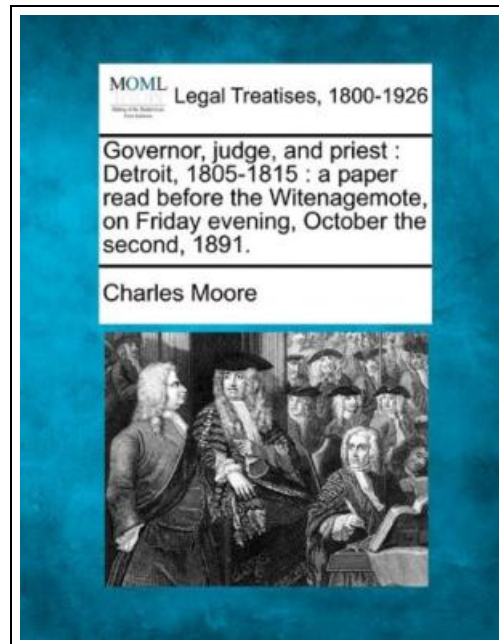 MOML
Legal Treatises, 1800-1926
Governor, judge, and priest :
Detroit, 1805-1815 : a paper
read before the Witenagemote,
on Friday evening, October the
second, 1891.
Charles Moore